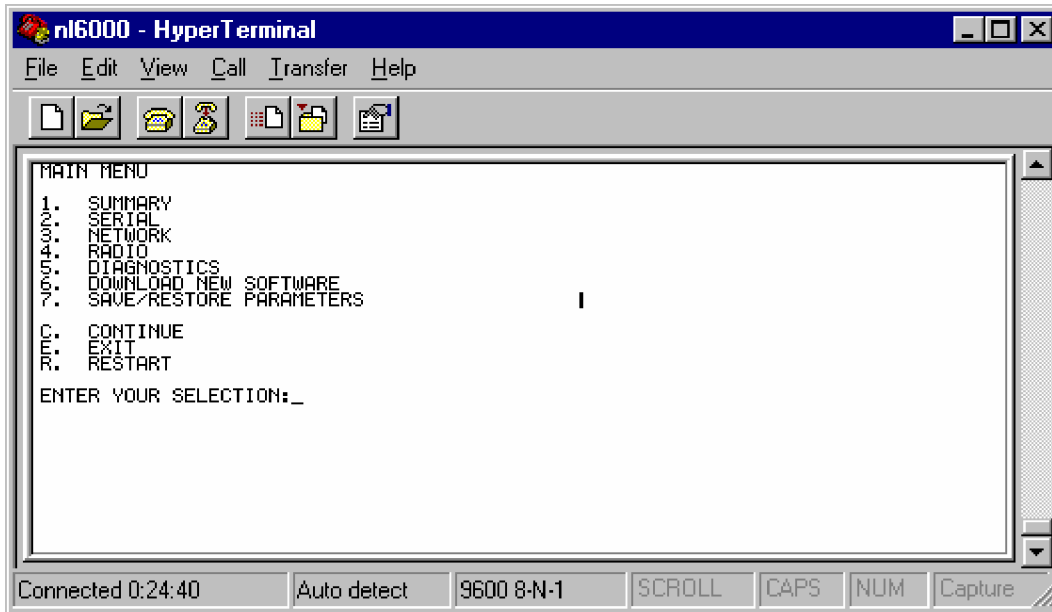 nl6000 - HyperTerminal
File Edit View Call Transfer Help
MAIN MENU
1. SUMMARY
2. SERIAL
3. NETWORK
4. RADIO
5. DIAGNOSTICS
6. DOWNLOAD NEW SOFTWARE
7. SAVE/RESTORE PARAMETERS
C. CONTINUE
E. EXIT
R. RESTART
ENTER YOUR SELECTION:_
Connected 0:24:40 Auto detect 9600 8-N-1 SCROLL CAPS NUM Capture